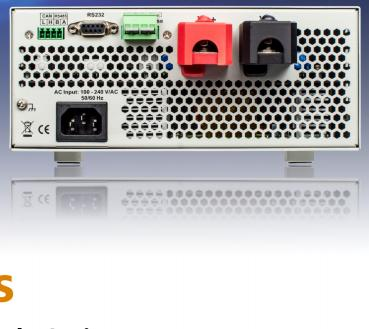 CAN RS485
L H B A
RS232
AC Input: 100 - 240 V/AC
50/60 Hz
CE
s